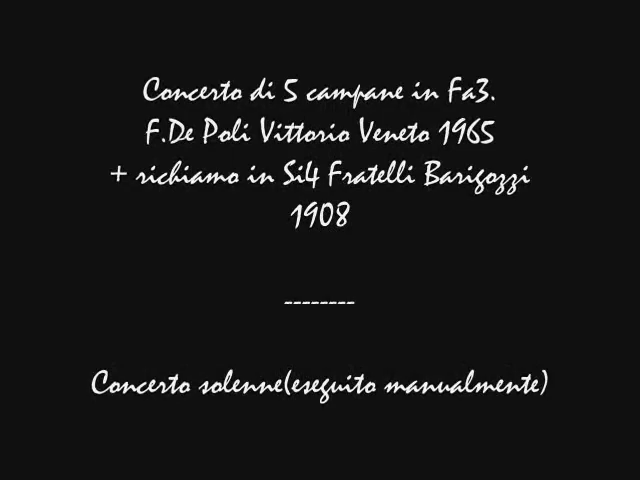 Concerto di 5 campane in Fa3.
F.De Poli Vittorio Veneto 1965
+ richiamo in Si4 Fratelli Barigozzi
1908
--------
Concerto solenne(eseguito manualmente)